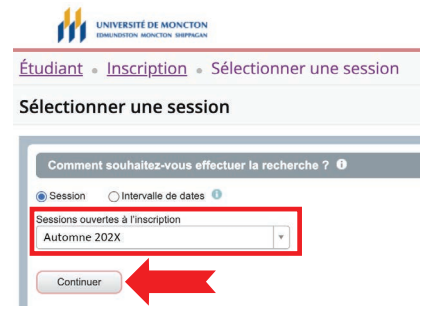 UNIVERSITÉ DE MONCTON
EDMUNDSTON MONCTON SHIPPAGAN
Étudiant • Inscription • Sélectionner une session
Sélectionner une session
Comment souhaitez-vous effectuer la recherche ?
Session Intervalle de dates
Sessions ouvertes à l'inscription
Automne 202X
Continuer